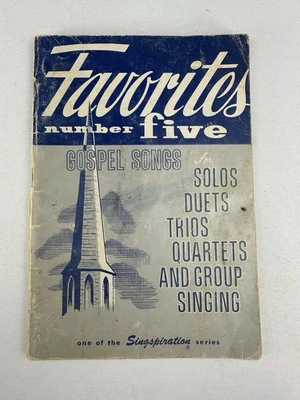 Favorites
number five
GOSPEL SONGS for
SOLOS
DUETS
TRIOS
QUARTETS
AND GROUP
SINGING
one of the Singspiration® series